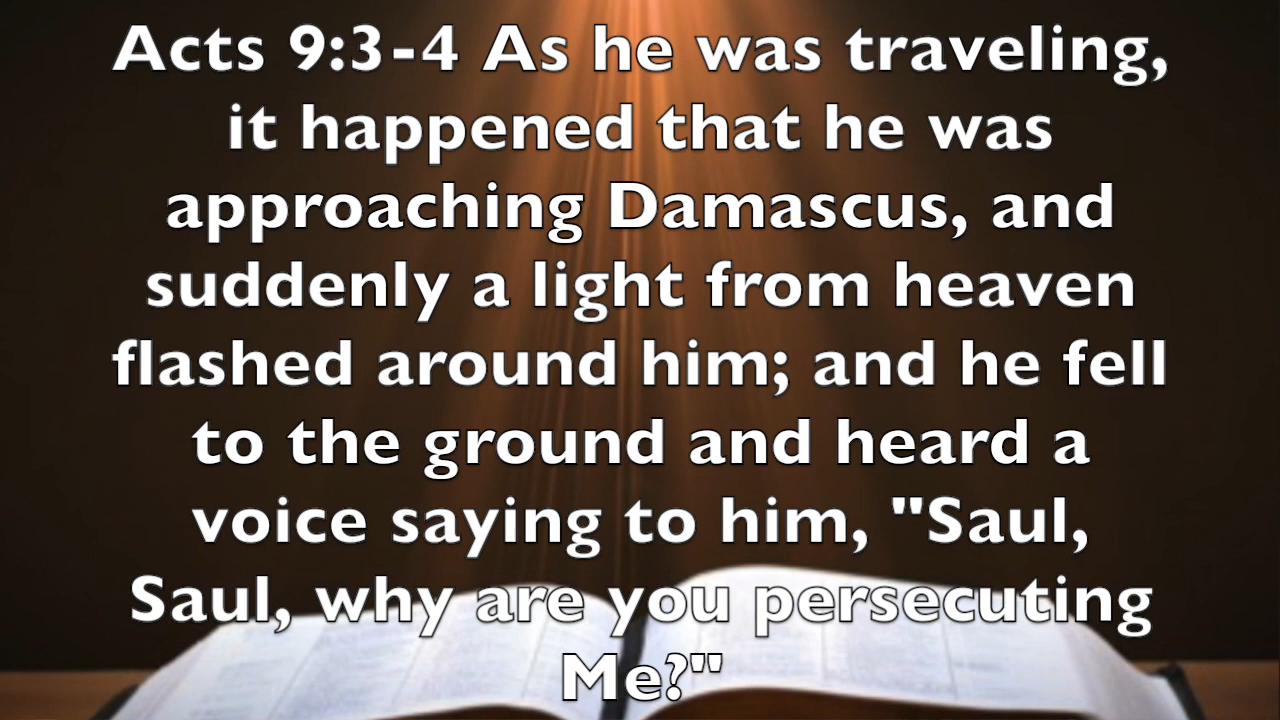 Acts 9:3-4 As he was traveling,
it happened that he was
approaching Damascus, and
suddenly a light from heaven
flashed around him; and he fell
to the ground and heard a
voice saying to him, "Saul,
Saul, why are you persecuting
Me?"